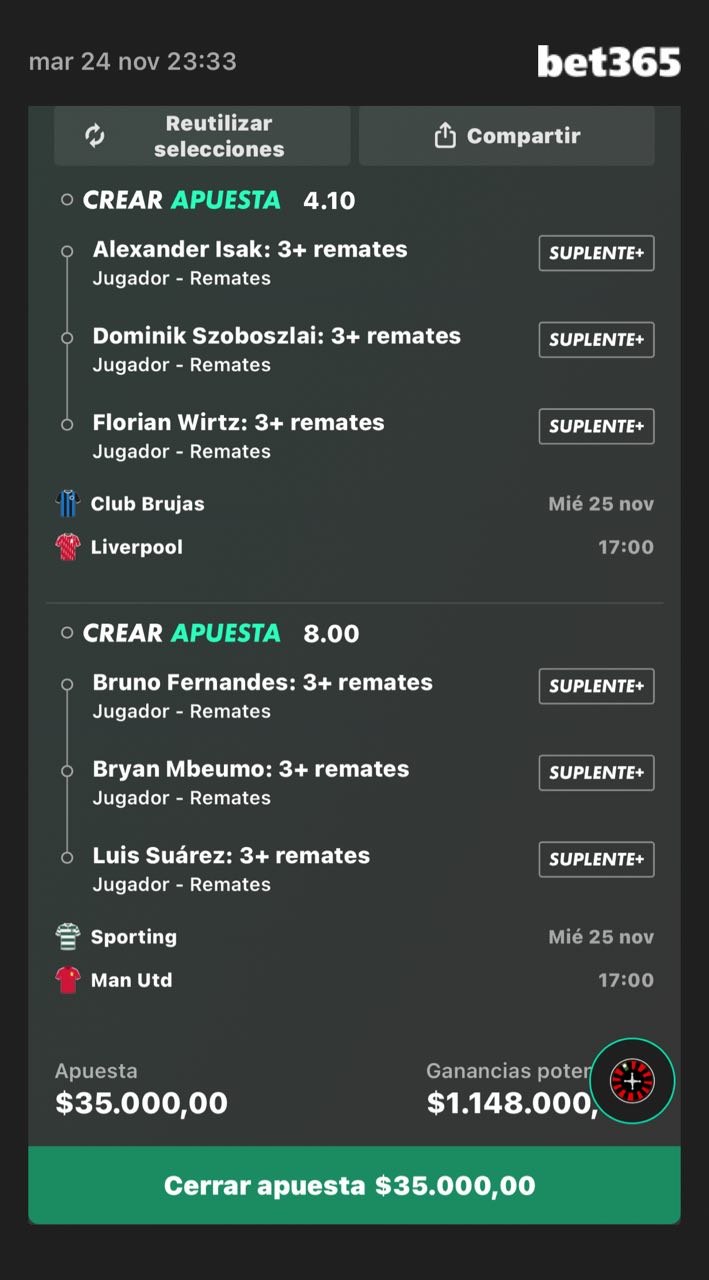 mar 24 nov 23:33
bet365
Reutilizar
selecciones
Compartir
CREAR APUESTA 4.10
Alexander Isak: 3+ remates
SUPLENTE+
Jugador - Remates
Dominik Szoboszlai: 3+ remates
SUPLENTE+
Jugador - Remates
Florian Wirtz: 3+ remates
SUPLENTE+
Jugador - Remates
Club Brujas
Mié 25 nov
Liverpool
17:00
CREAR APUESTA 8.00
Bruno Fernandes: 3+ remates
SUPLENTE+
Jugador - Remates
Bryan Mbeumo: 3+ remates
SUPLENTE+
Jugador - Remates
Luis Suárez: 3+ remates
SUPLENTE+
Jugador - Remates
Sporting
Mié 25 nov
Man Utd
17:00
Apuesta
Ganancias poten
$35.000,00
$1.148.000,
Cerrar apuesta $35.000,00